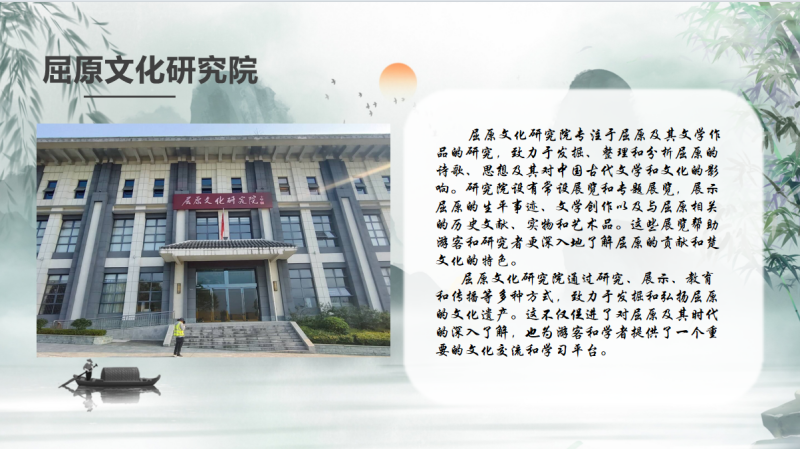 屈原文化研究院
屈原文化研究院
屈原文化研究院专注于屈原及其文学作
品的研究，致力于发掘、整理和分析屈原的
诗歌、思想及其对中国古代文学和文化的影
响。研究院设有常设展览和专题展览，展示
屈原的生平事迹、文学创作以及与屈原相关
的历史文献、实物和艺术品。这些展览帮助
游客和研究者更深入地了解屈原的贡献和楚
文化的特色。
屈原文化研究院通过研究、展示、教育
和传播等多种方式，致力于发掘和弘扬屈原
的文化遗产。这不仅促进了对屈原及其时代
的深入了解，也为游客和学者提供了一个重
要的文化交流和学习平台。